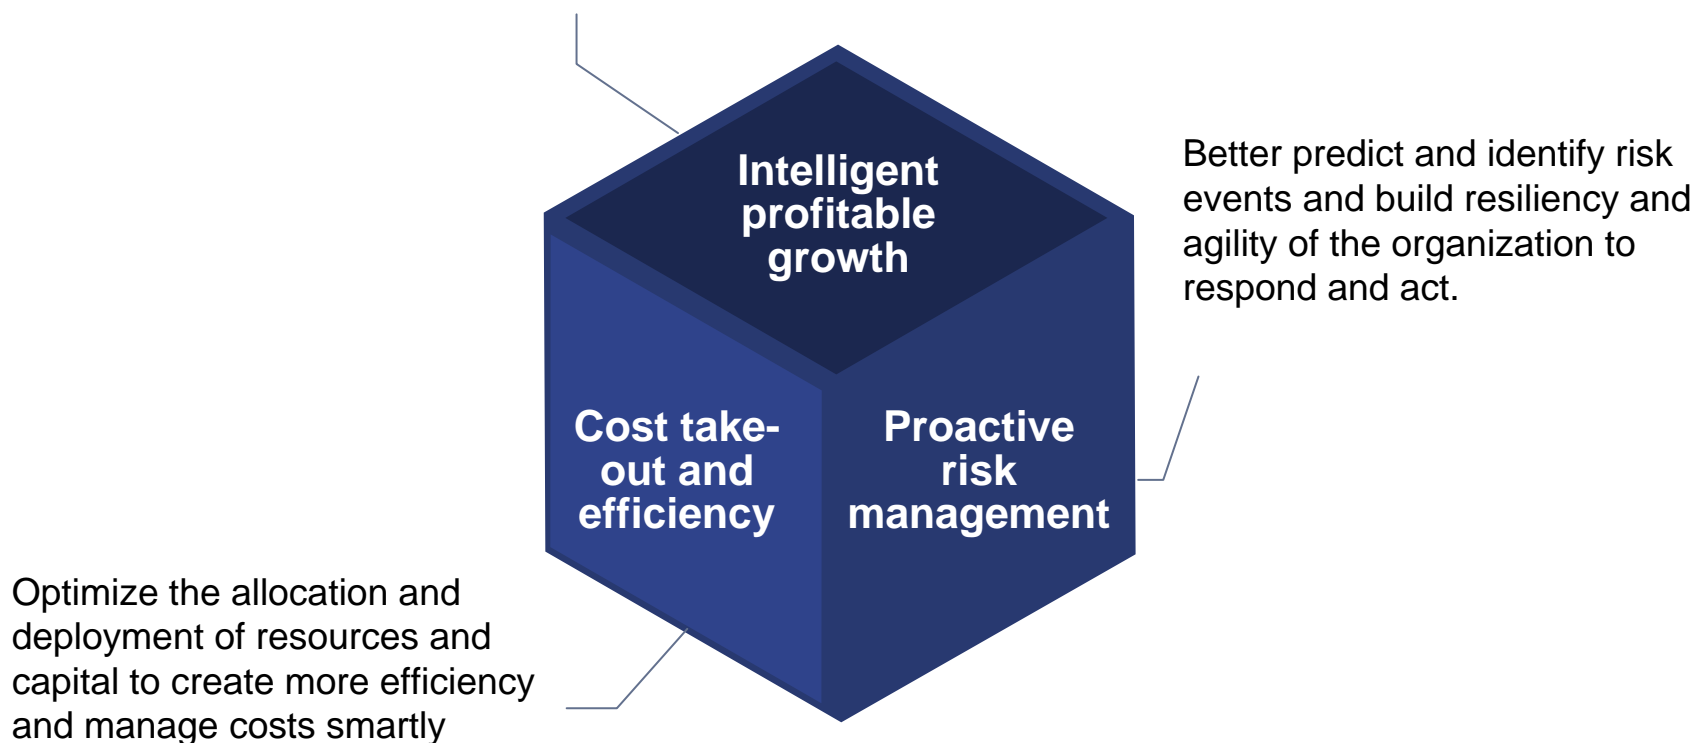 Intelligent
profitable
growth
Better predict and identify risk
events and build resiliency and
agility of the organization to
respond and act.
Cost take-
out and
efficiency
Proactive
risk
management
Optimize the allocation and
deployment of resources and
capital to create more efficiency
and manage costs smartly